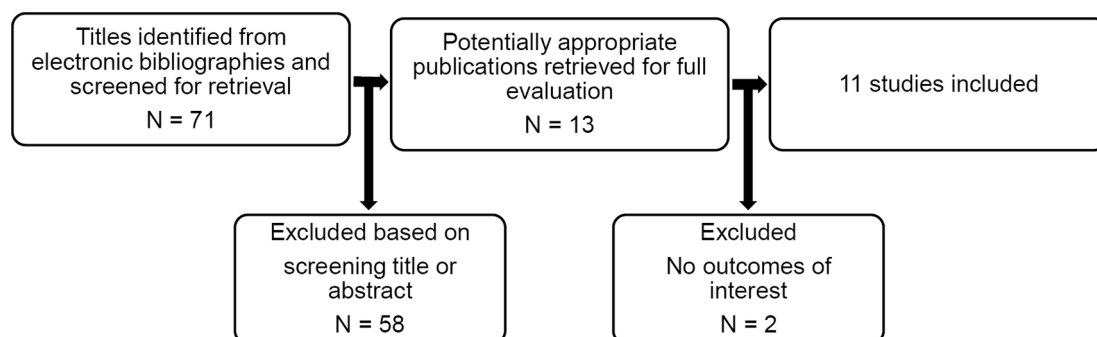 Titles identified from
electronic bibliographies and
screened for retrieval
N = 71
Potentially appropriate
publications retrieved for full
evaluation
N = 13
11 studies included
Excluded based on
screening title or
abstract
N = 58
Excluded
No outcomes of
interest
N = 2